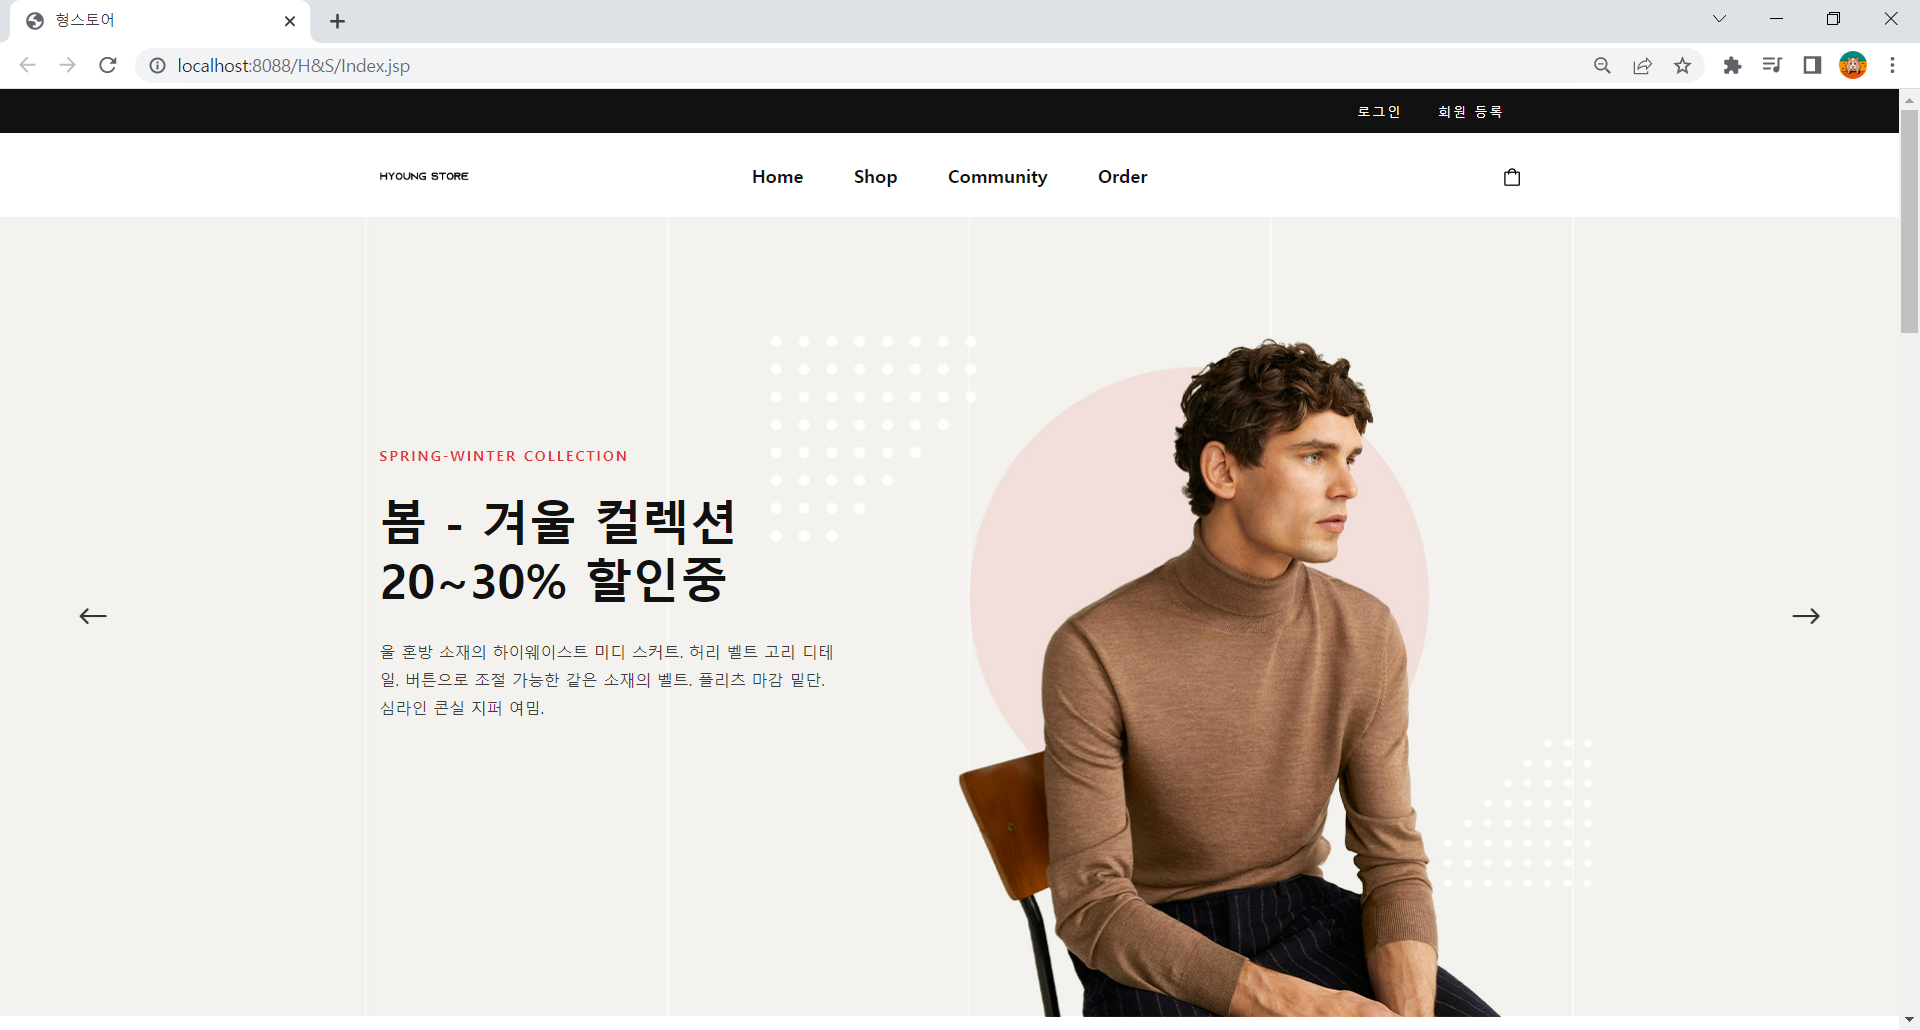 형스토어
localhost:8088/H&S/Index.jsp
로그인 회원 등록
HYOUNG STORE
Home Shop Community Order
SPRING-WINTER COLLECTION
봄 - 겨울 컬렉션
20~30% 할인중
울 혼방 소재의 하이웨이스트 미디 스커트. 허리 벨트 고리 디테
일. 버튼으로 조절 가능한 같은 소재의 벨트. 플리츠 마감 밑단.
심라인 콘실 지퍼 여밈.